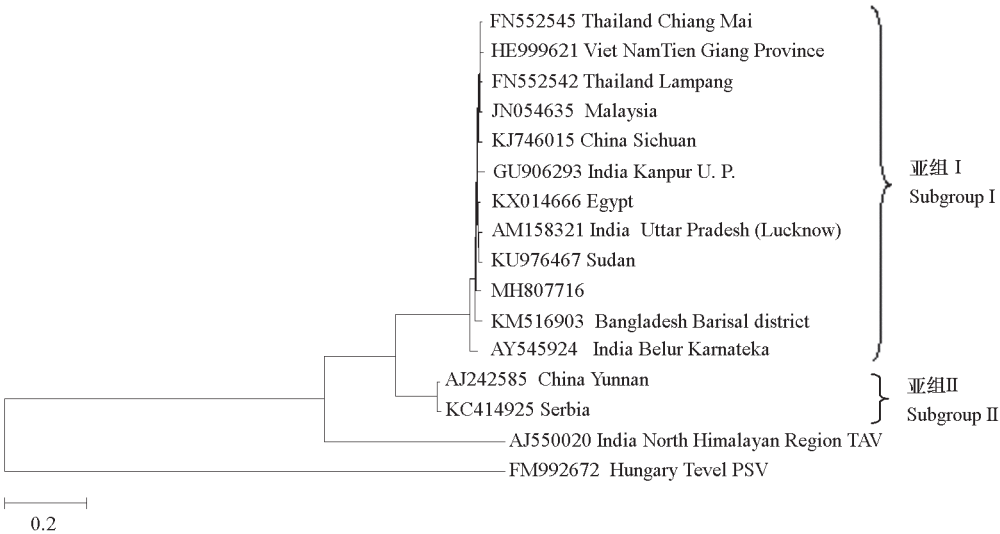 FN552545 Thailand Chiang Mai
HE999621 Viet NamTien Giang Province
FN552542 Thailand Lampang
JN054635 Malaysia
KJ746015 China Sichuan
GU906293 India Kanpur U. P.
KX014666 Egypt
AM158321 India Uttar Pradesh (Lucknow)
KU976467 Sudan
MH807716
KM516903 Bangladesh Barisal district
AY545924 India Belur Karnateka
亚组 I
Subgroup I
AJ242585 China Yunnan
KC414925 Serbia
亚组II
Subgroup II
AJ550020 India North Himalayan Region TAV
FM992672 Hungary Tevel PSV
0.2